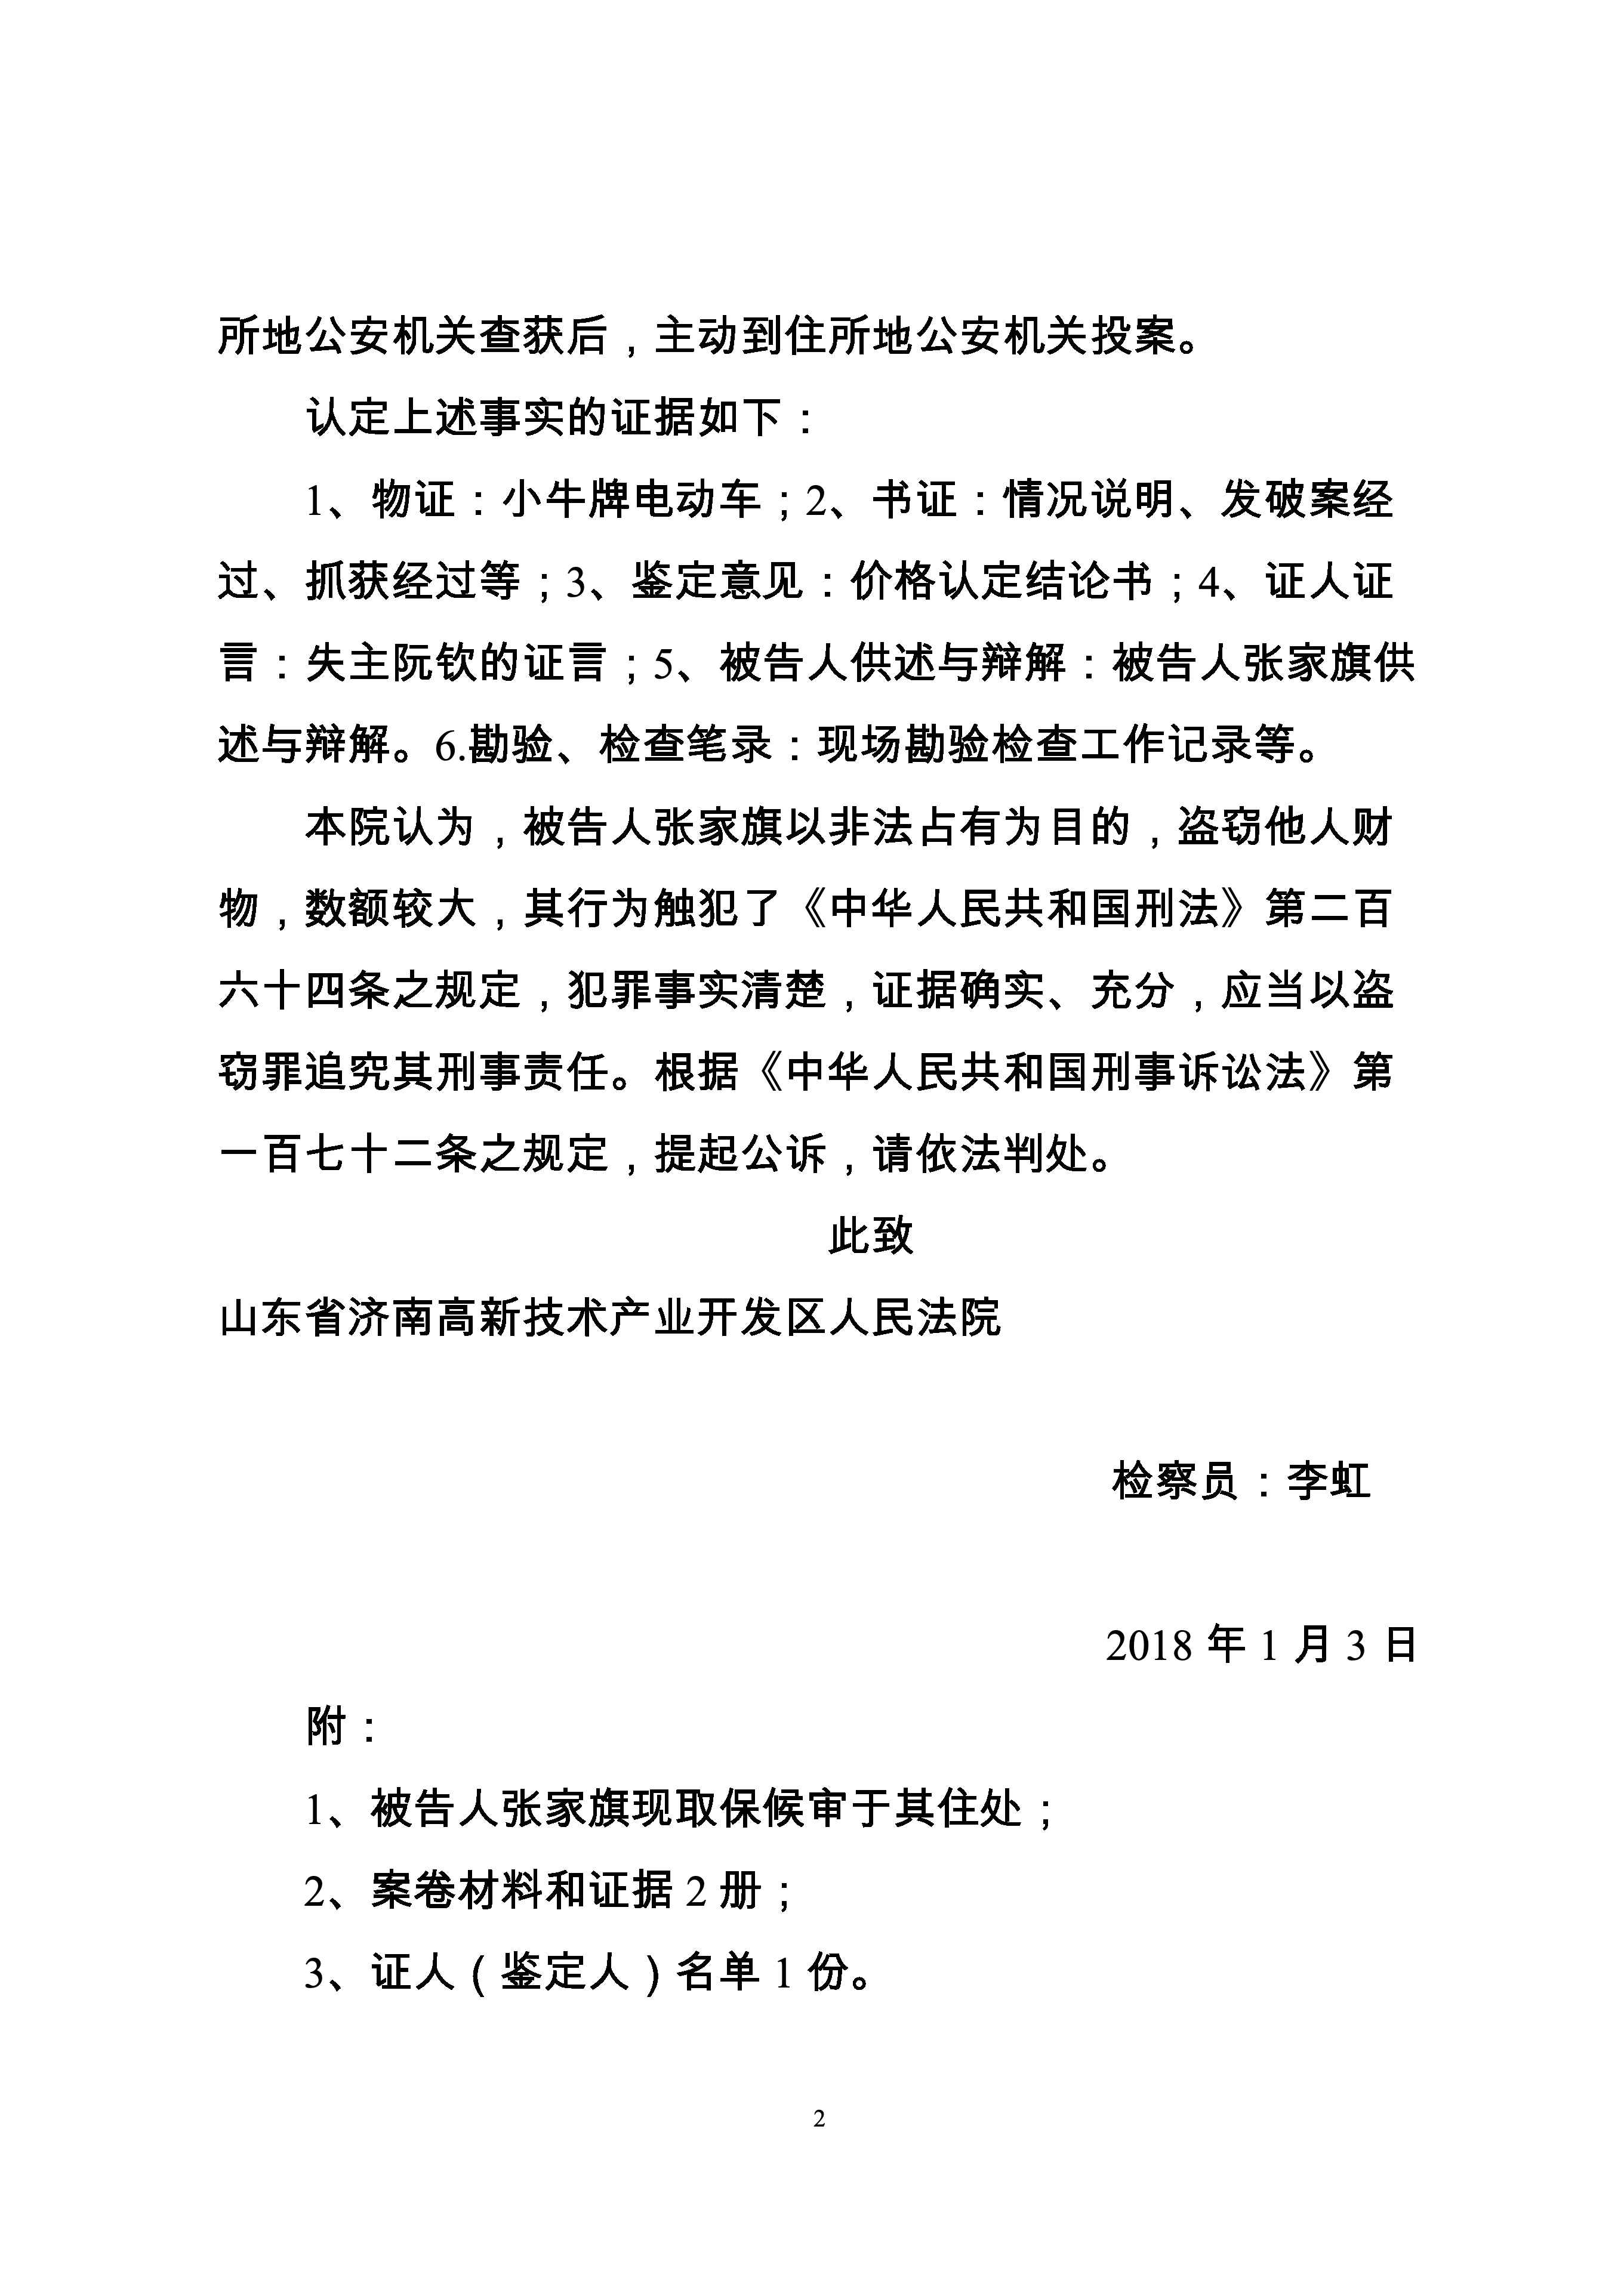 所地公安机关查获后，主动到住所地公安机关投案。
认定上述事实的证据如下：
1、物证：小牛牌电动车；2、书证：情况说明、发破案经
过、抓获经过等；3、鉴定意见：价格认定结论书；4、证人证
言：失主阮钦的证言；5、被告人供述与辩解：被告人张家旗供
述与辩解。6.勘验、检查笔录：现场勘验检查工作记录等。
本院认为，被告人张家旗以非法占有为目的，盗窃他人财
物，数额较大，其行为触犯了《中华人民共和国刑法》第二百
六十四条之规定，犯罪事实清楚，证据确实、充分，应当以盗
窃罪追究其刑事责任。根据《中华人民共和国刑事诉讼法》第
一百七十二条之规定，提起公诉，请依法判处。
此致
山东省济南高新技术产业开发区人民法院
检察员：李虹
2018 年 1 月 3 日
附：
1、被告人张家旗现取保候审于其住处；
2、案卷材料和证据 2 册；
3、证人（鉴定人）名单 1 份。
2